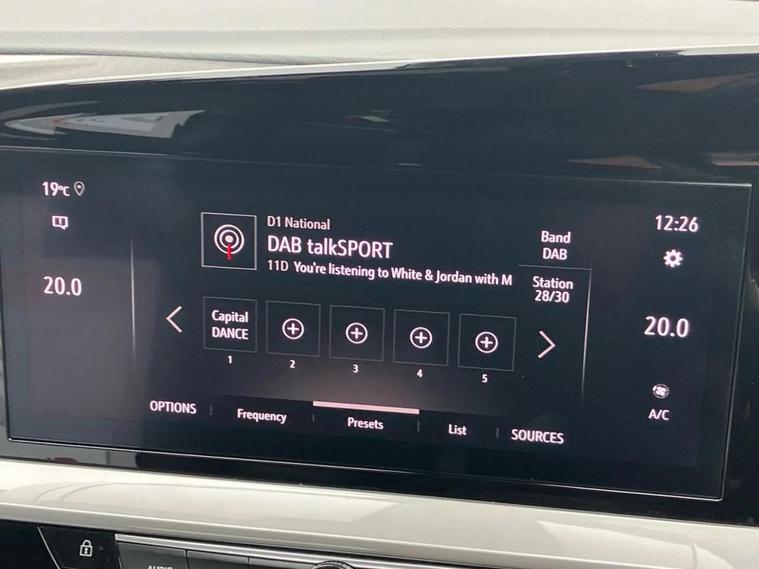 19°C
20.0
D1 National
DAB talkSPORT
11D You're listening to White & Jordan with M
Band
DAB
Station
28/30
12:26
20.0
A/C
Capital
DANCE
1
2
3
4
5
OPTIONS
Frequency
Presets
List
SOURCES
AUDIO